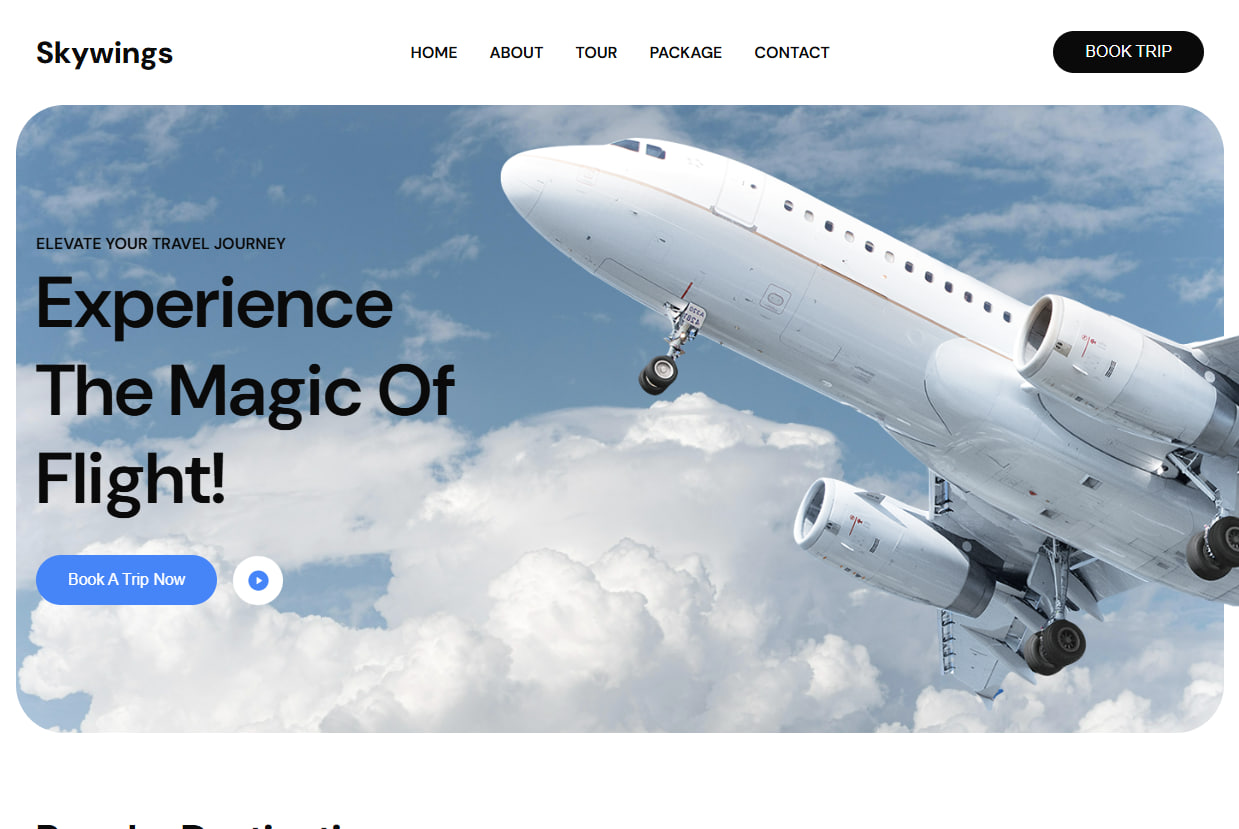 Skywings
HOME
ABOUT
TOUR
PACKAGE
CONTACT
BOOK TRIP
ELEVATE YOUR TRAVEL JOURNEY
Experience
The Magic Of
Flight!
Book A Trip Now